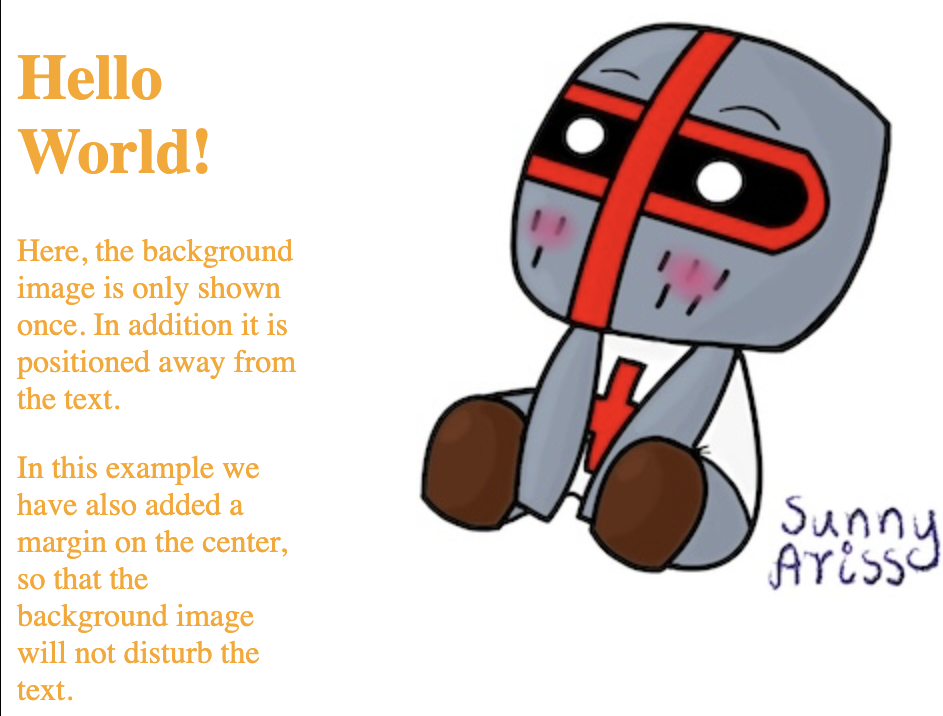 Hello
World!
Here, the background
image is only shown
once. In addition it is
positioned away from
the text.
In this example we
have also added a
margin on the center,
so that the
background image
will not disturb the
text.
Sunny
Ariss